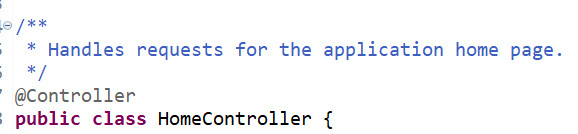 /**
* Handles requests for the application home page.
*/
@Controller
public class HomeController {